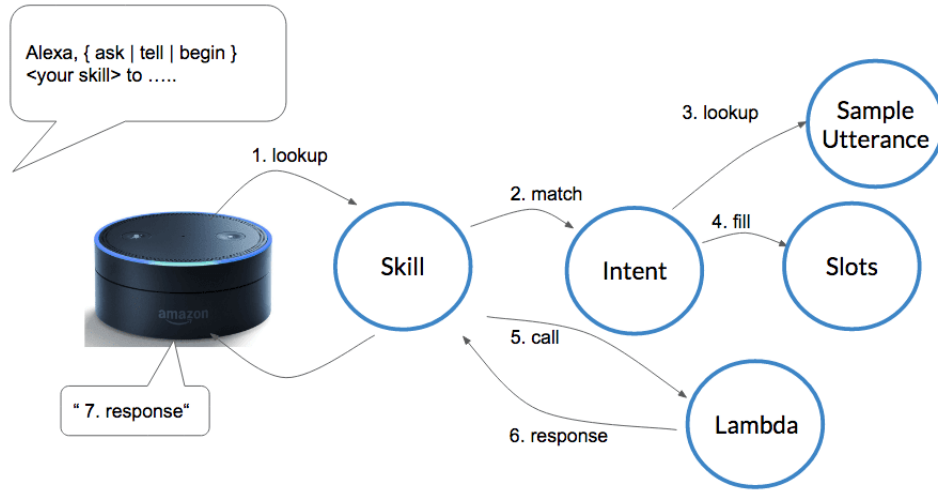 Alexa, { ask | tell | begin }
<your skill> to …..
1. lookup
2. match
3. lookup
Sample
Utterance
4. fill
Skill
Intent
Slots
amazon
5. call
" 7. response"
6. response
Lambda